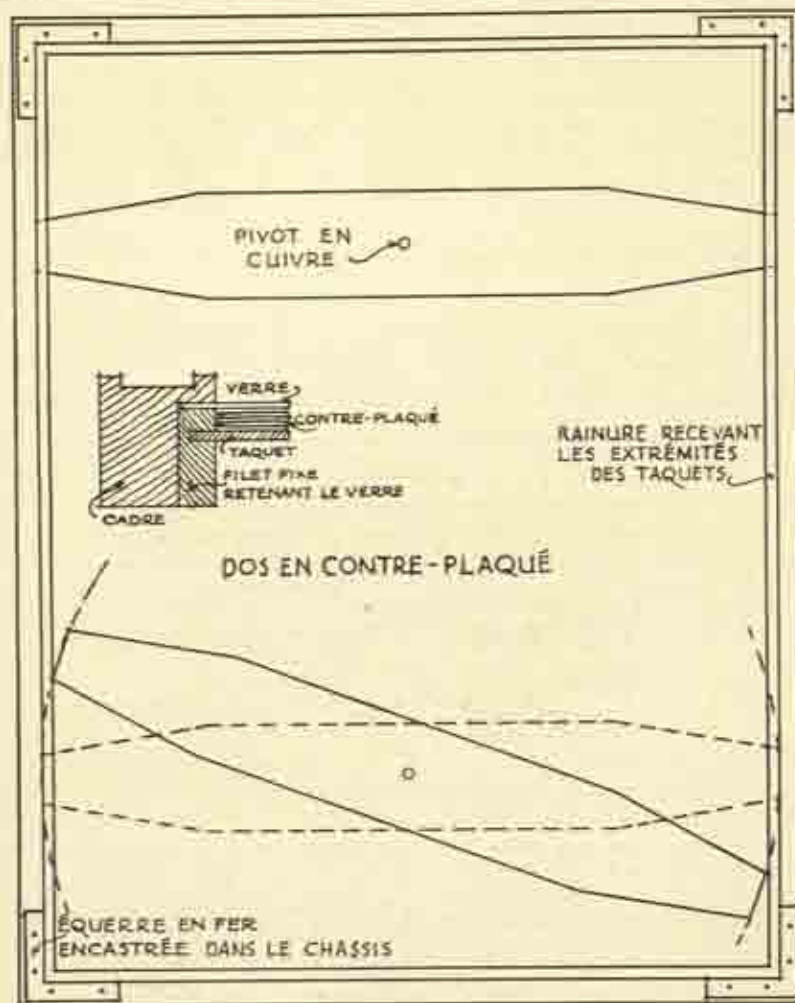 PIVOT EN
CUIVRE
VERRE
CONTRE-PLAQUÉ
TAQUET
FILET FIXE
RETENANT LE VERRE
CADRE
RAINURE RECEVANT
LES EXTRÉMITÉS
DES TAQUETS
DOS EN CONTRE-PLAQUÉ
ÉQUERRE EN FER
ENCASTRÉE DANS LE CHASSIS